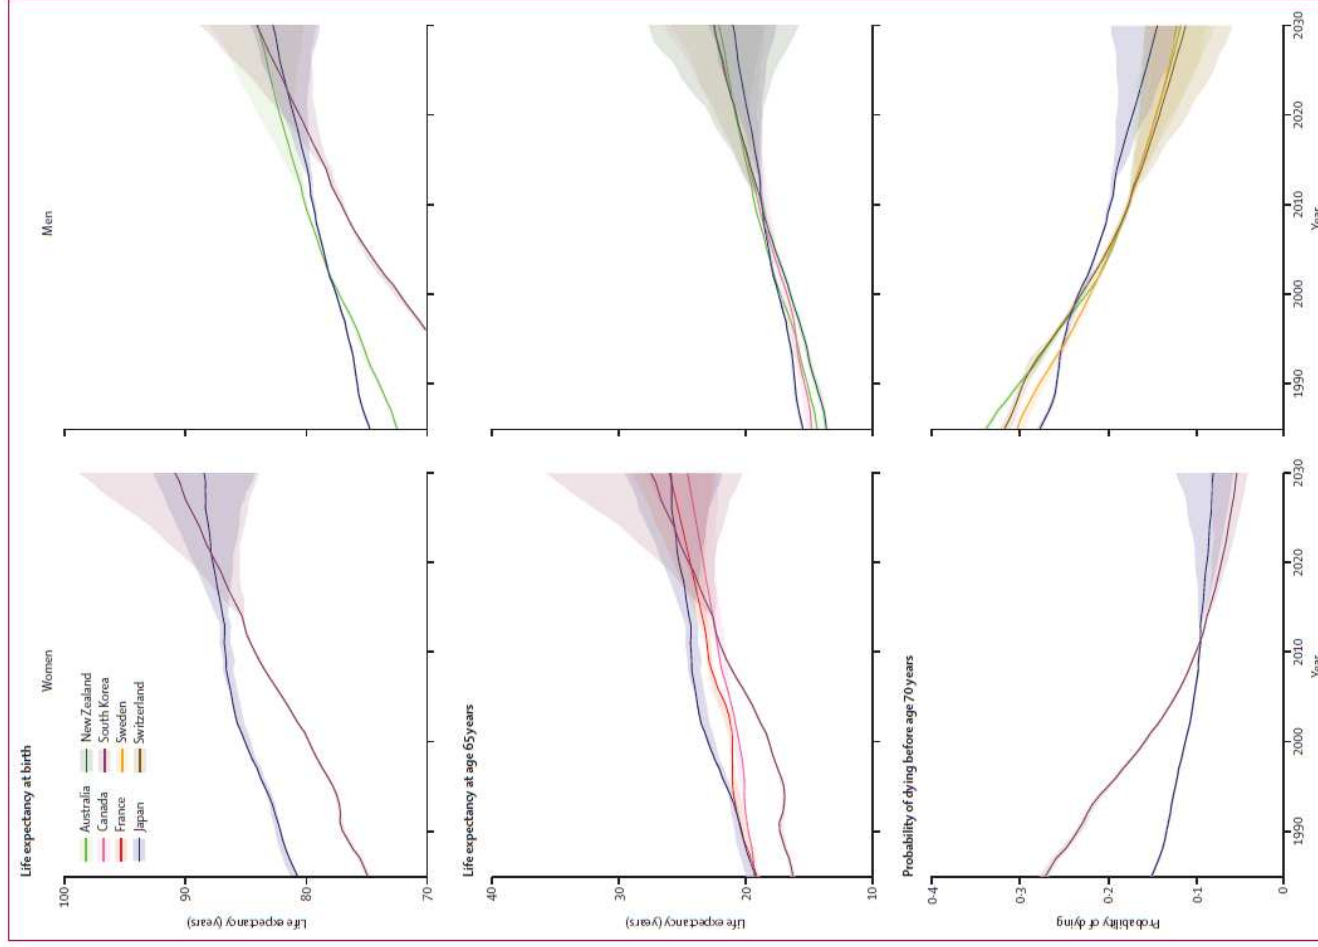 Women
Men
Life expectancy at birth
Australia
Canada
France
Japan
New Zealand
South Korea
Sweden
Switzerland
Life expectancy (years)
100
90
80
70
Life expectancy at age 65 years
Life expectancy (years)
40
30
20
10
Probability of dying before age 70 years
Probability of dying
0·4
0·3
0·2
0·1
0
1990
2000
2010
2020
2030
1990
2000
2010
2020
2030
Year
Year